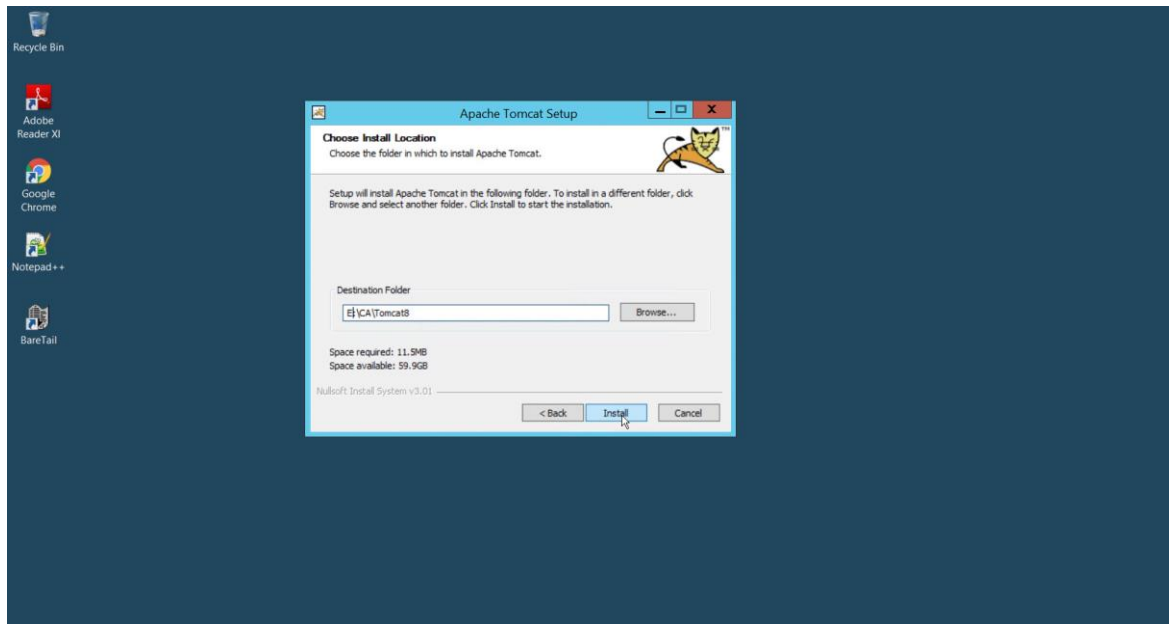 Recycle Bin
Adobe
Reader XI
Google
Chrome
Notepad++
BareTail
Apache Tomcat Setup
X
Choose Install Location
Choose the folder in which to install Apache Tomcat.
TM
Setup will install Apache Tomcat in the following folder. To install in a different folder, click
Browse and select another folder. Click Install to start the installation.
Destination Folder
E:\CA\Tomcat8
Browse...
Space required: 11.5MB
Space available: 59.9GB
Nullsoft Install System v3.01
< Back
Install
Cancel